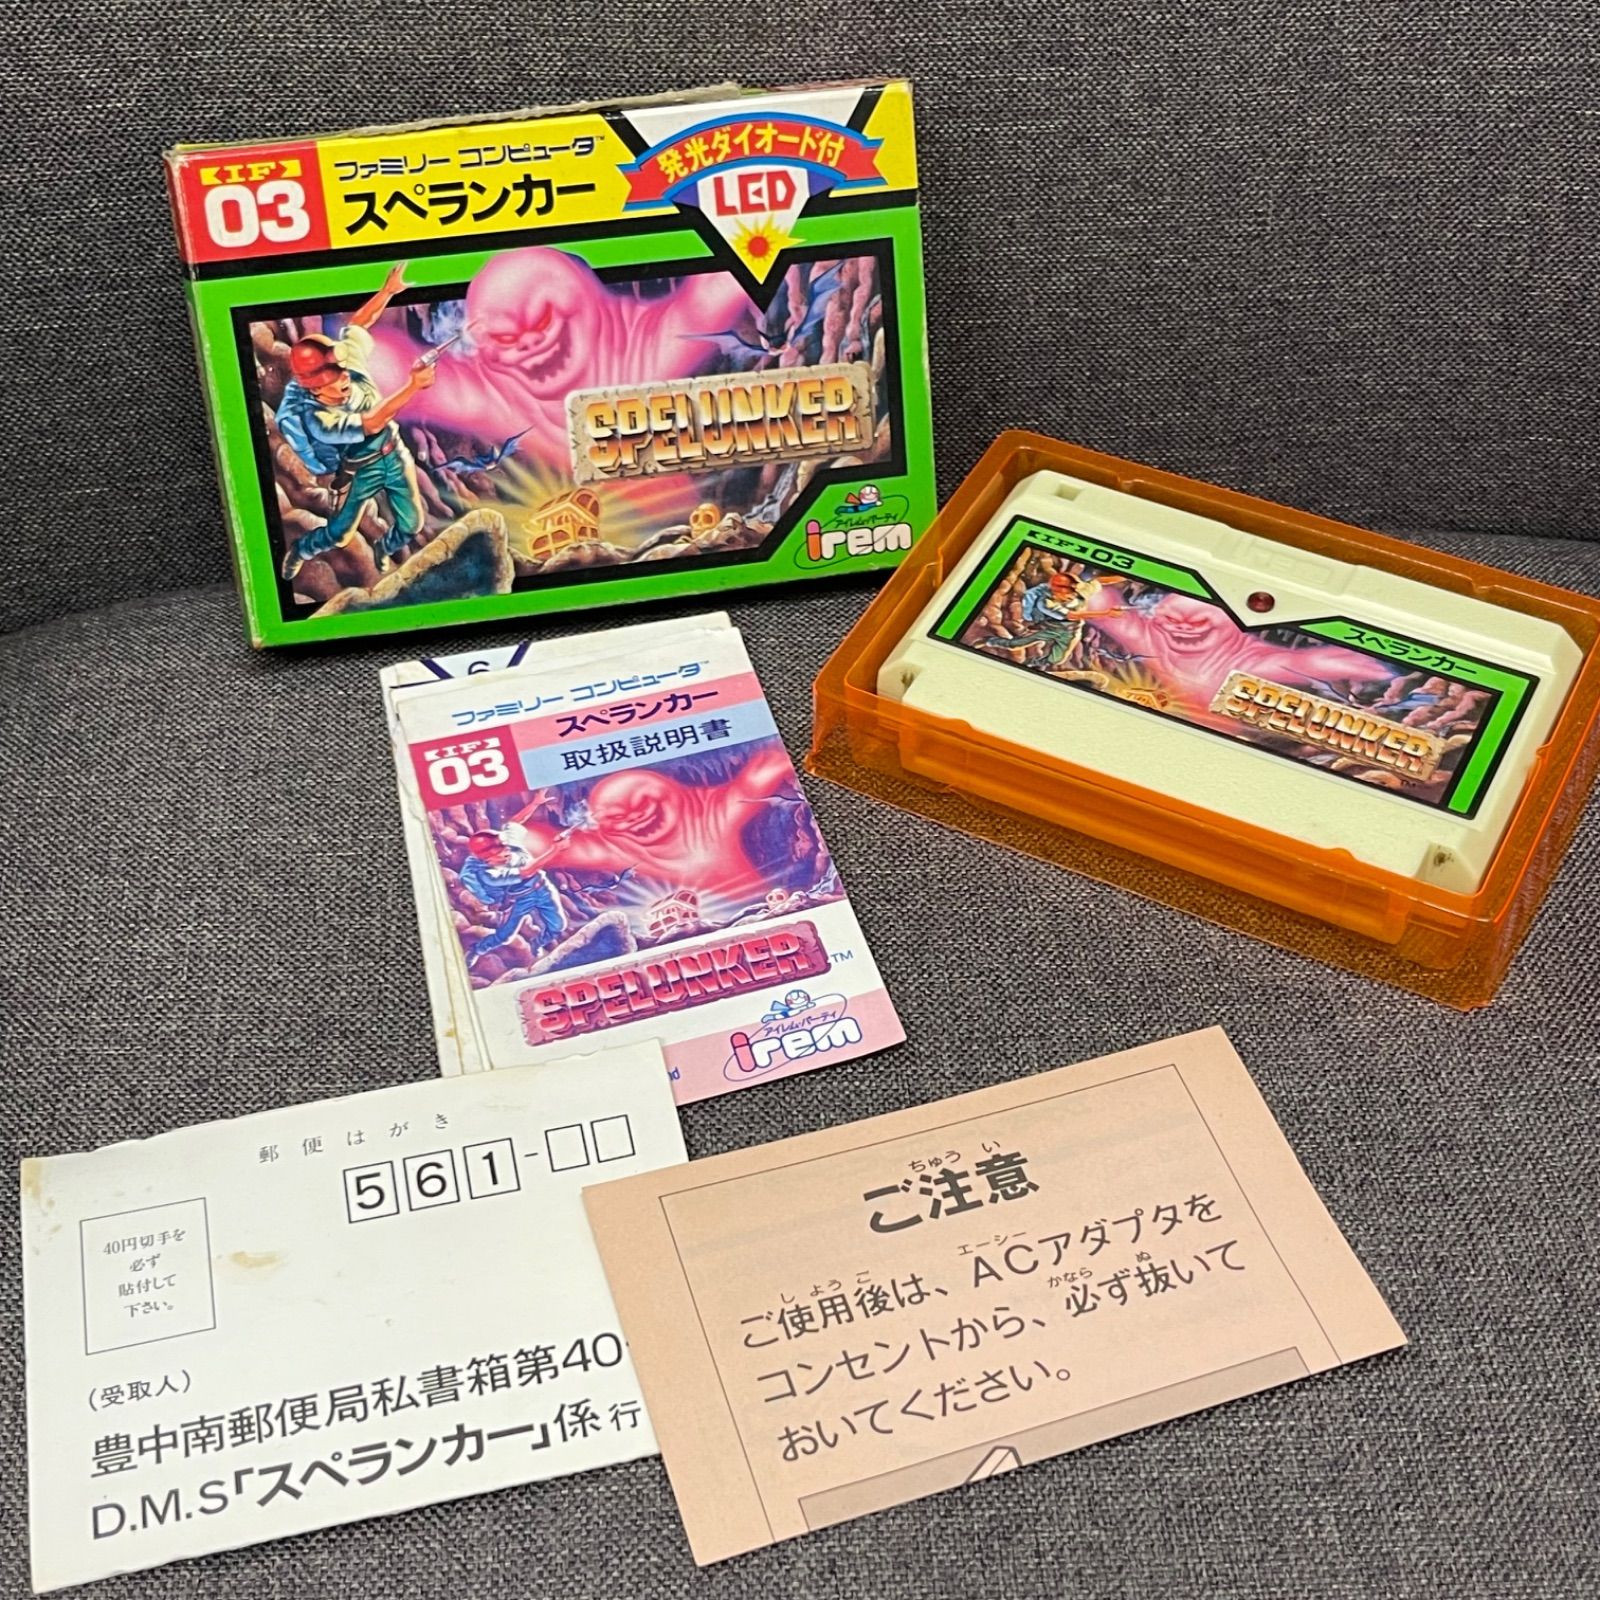 IF
03
ファミリー コンピュータ™
スペランカー
発光ダイオード付
LED
SPELUNKER
アイレム・パーティ
irem
IF 03
スペランカー
SPELUNKER
TM
6
ファミリー コンピュータ™
スペランカー
取扱説明書
IF
03
SPELUNKER™
アイレム・パーティ
irem
郵便はがき
561-
40円切手を
必ず
貼付して
下さい。
(受取人)
豊中南郵便局私書箱第40
D.M.S「スペランカー」係 行
ちゅうい
ご注意
エーシー
しようご
ご使用後は、ACアダプタを
かなら ぬ
コンセントから、必ず抜いて
おいてください。